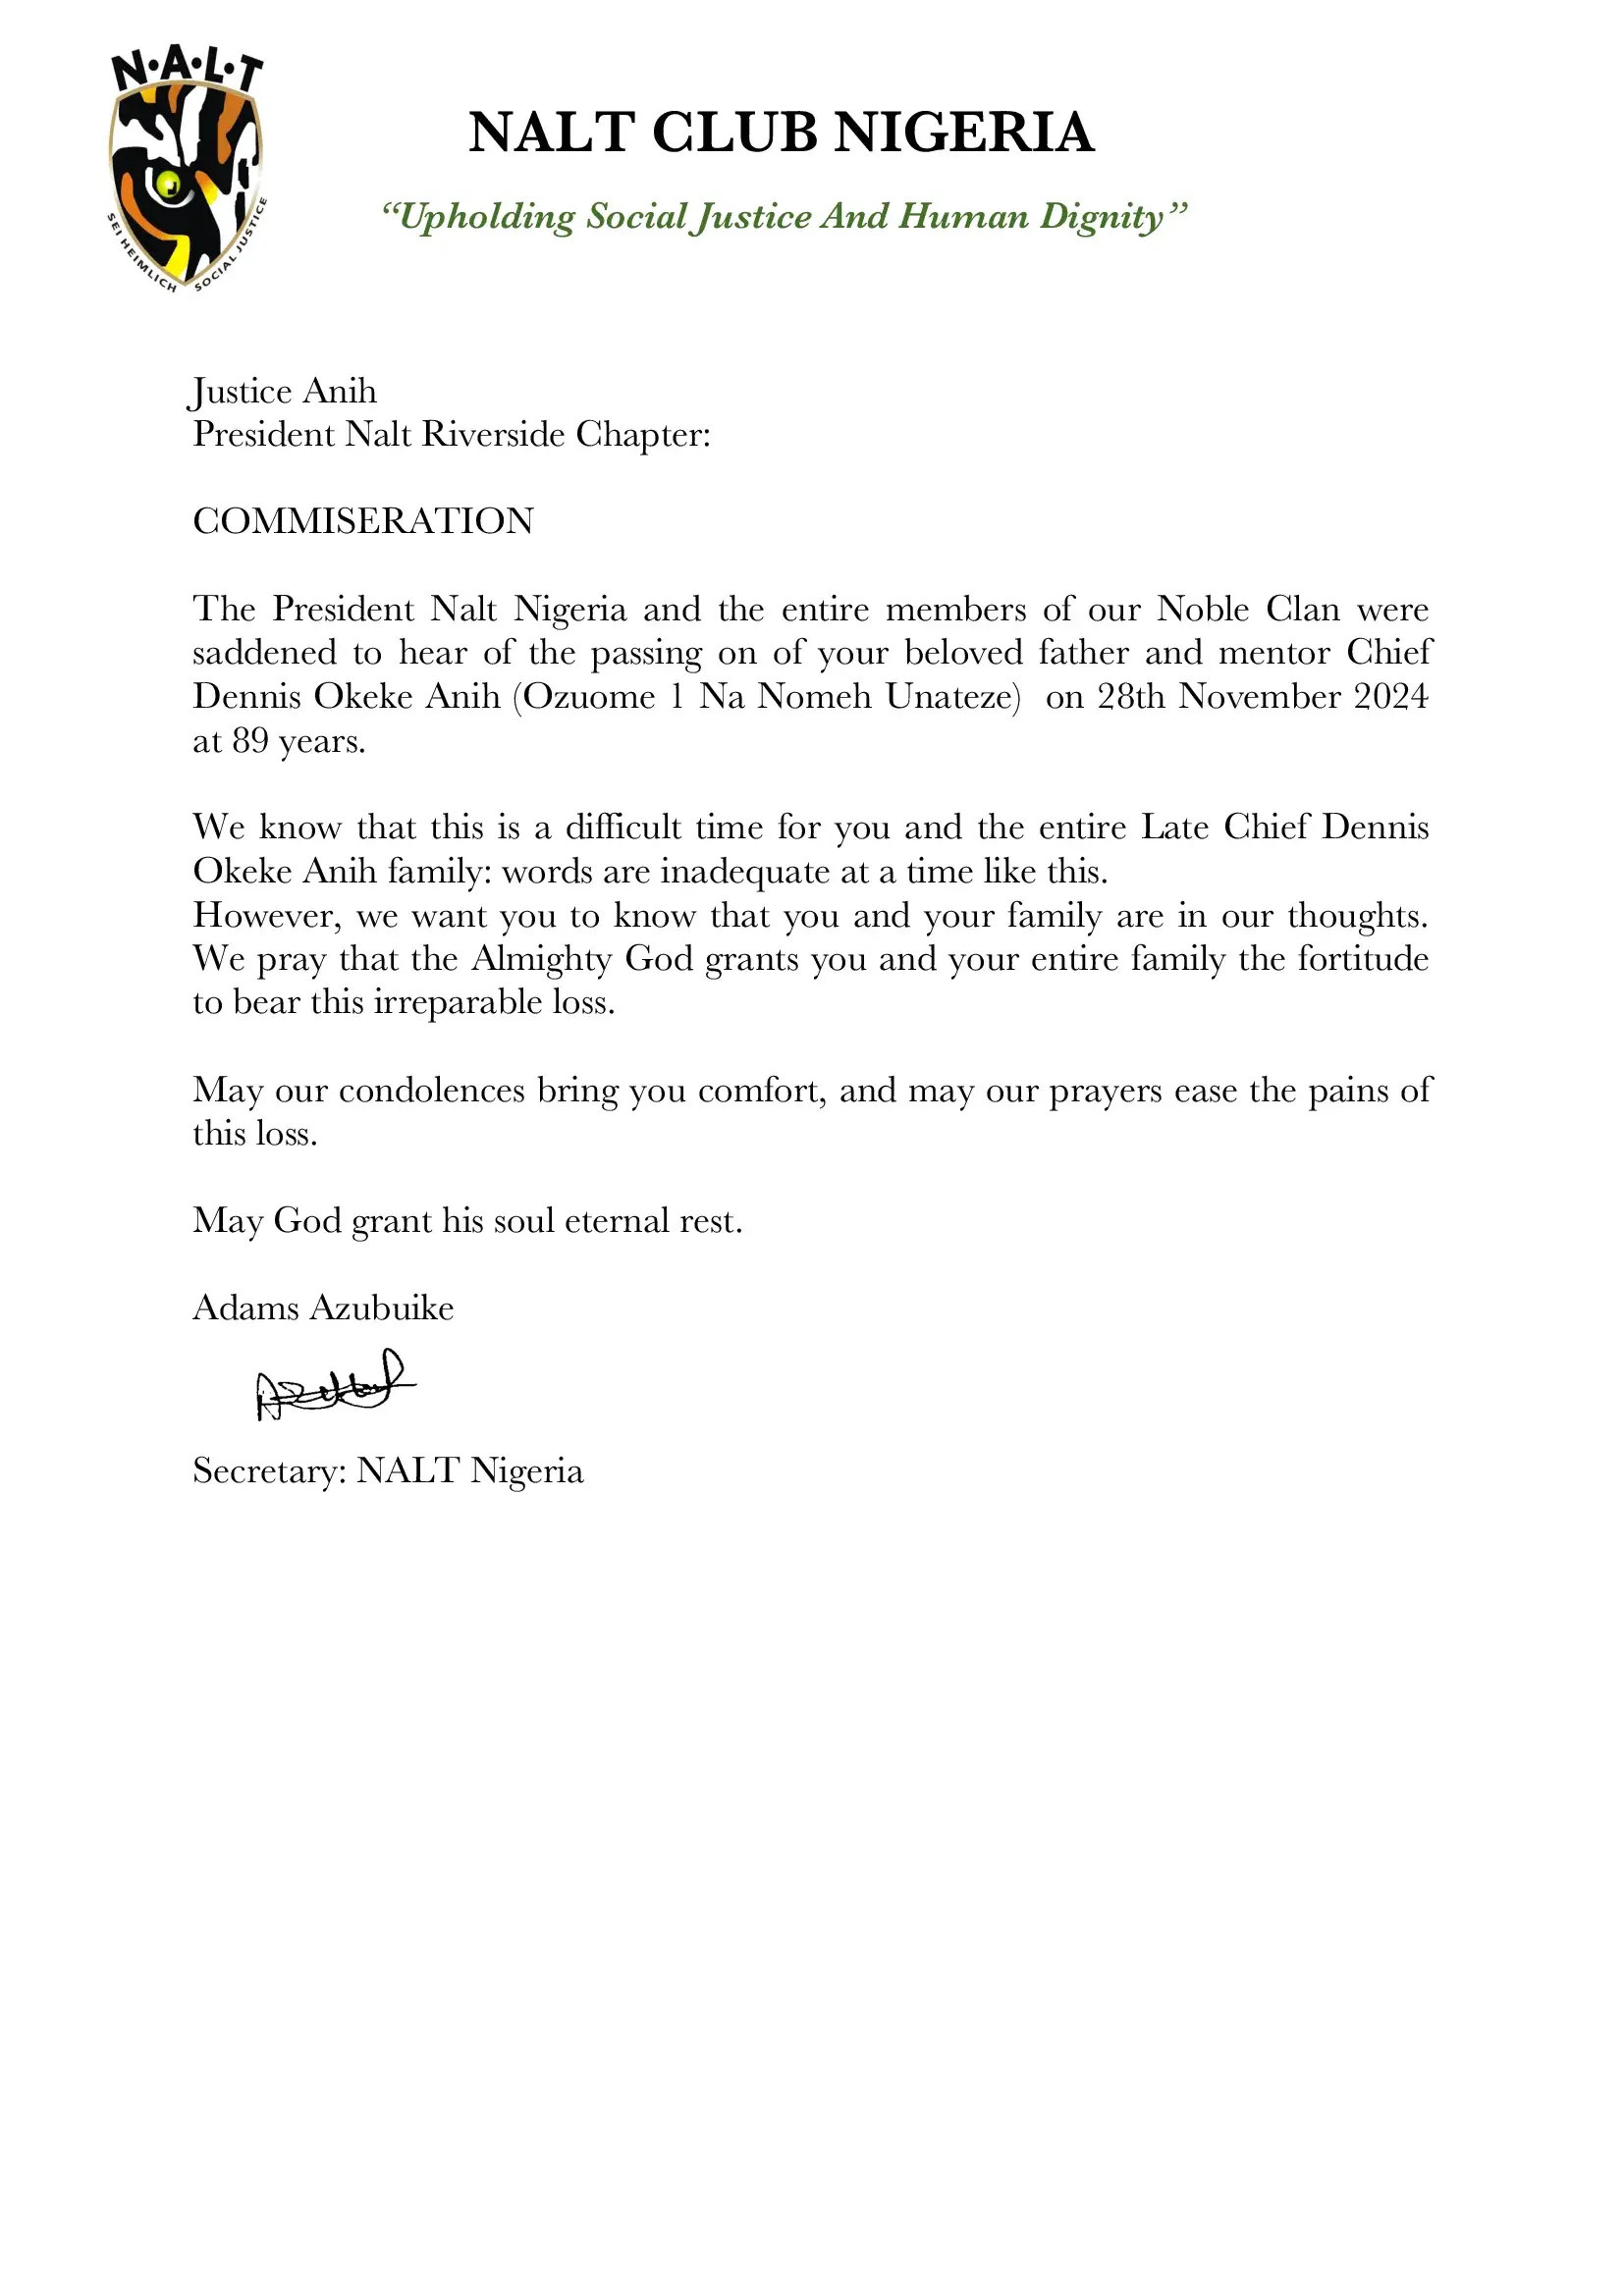 N·A·L·T
SEI HEIMLICH
SOCIAL JUSTICE
NALT CLUB NIGERIA
“Upholding Social Justice And Human Dignity”
Justice Anih
President Nalt Riverside Chapter:
COMMISERATION
The President Nalt Nigeria and the entire members of our Noble Clan were
saddened to hear of the passing on of your beloved father and mentor Chief
Dennis Okeke Anih (Ozuome 1 Na Nomeh Unateze)  on 28th November 2024
at 89 years.
We know that this is a difficult time for you and the entire Late Chief Dennis
Okeke Anih family: words are inadequate at a time like this.
However, we want you to know that you and your family are in our thoughts.
We pray that the Almighty God grants you and your entire family the fortitude
to bear this irreparable loss.
May our condolences bring you comfort, and may our prayers ease the pains of
this loss.
May God grant his soul eternal rest.
Adams Azubuike
Secretary: NALT Nigeria